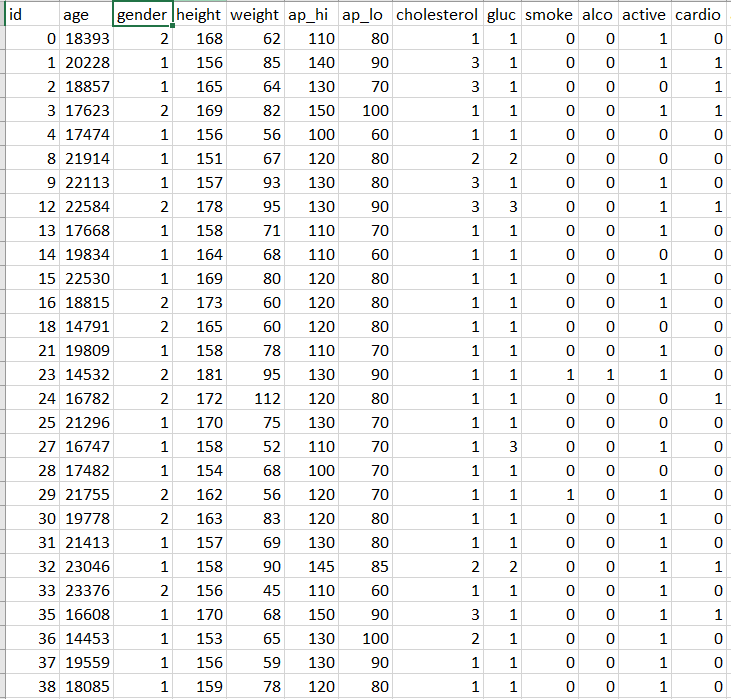 id age gender height weight ap_hi ap_lo cholesterol gluc smoke alco active cardio
0 18393 2 168 62 110 80 1 1 0 0 1 0
1 20228 1 156 85 140 90 3 1 0 0 1 1
2 18857 1 165 64 130 70 3 1 0 0 0 1
3 17623 2 169 82 150 100 1 1 0 0 1 1
4 17474 1 156 56 100 60 1 1 0 0 0 0
8 21914 1 151 67 120 80 2 2 0 0 0 0
9 22113 1 157 93 130 80 3 1 0 0 1 0
12 22584 2 178 95 130 90 3 3 0 0 1 1
13 17668 1 158 71 110 70 1 1 0 0 1 0
14 19834 1 164 68 110 60 1 1 0 0 0 0
15 22530 1 169 80 120 80 1 1 0 0 1 0
16 18815 2 173 60 120 80 1 1 0 0 1 0
18 14791 2 165 60 120 80 1 1 0 0 0 0
21 19809 1 158 78 110 70 1 1 0 0 1 0
23 14532 2 181 95 130 90 1 1 1 1 1 0
24 16782 2 172 112 120 80 1 1 0 0 0 1
25 21296 1 170 75 130 70 1 1 0 0 0 0
27 16747 1 158 52 110 70 1 3 0 0 1 0
28 17482 1 154 68 100 70 1 1 0 0 0 0
29 21755 2 162 56 120 70 1 1 1 0 1 0
30 19778 2 163 83 120 80 1 1 0 0 1 0
31 21413 1 157 69 130 80 1 1 0 0 1 0
32 23046 1 158 90 145 85 2 2 0 0 1 1
33 23376 2 156 45 110 60 1 1 0 0 1 0
35 16608 1 170 68 150 90 3 1 0 0 1 1
36 14453 1 153 65 130 100 2 1 0 0 1 0
37 19559 1 156 59 130 90 1 1 0 0 1 0
38 18085 1 159 78 120 80 1 1 0 0 1 0